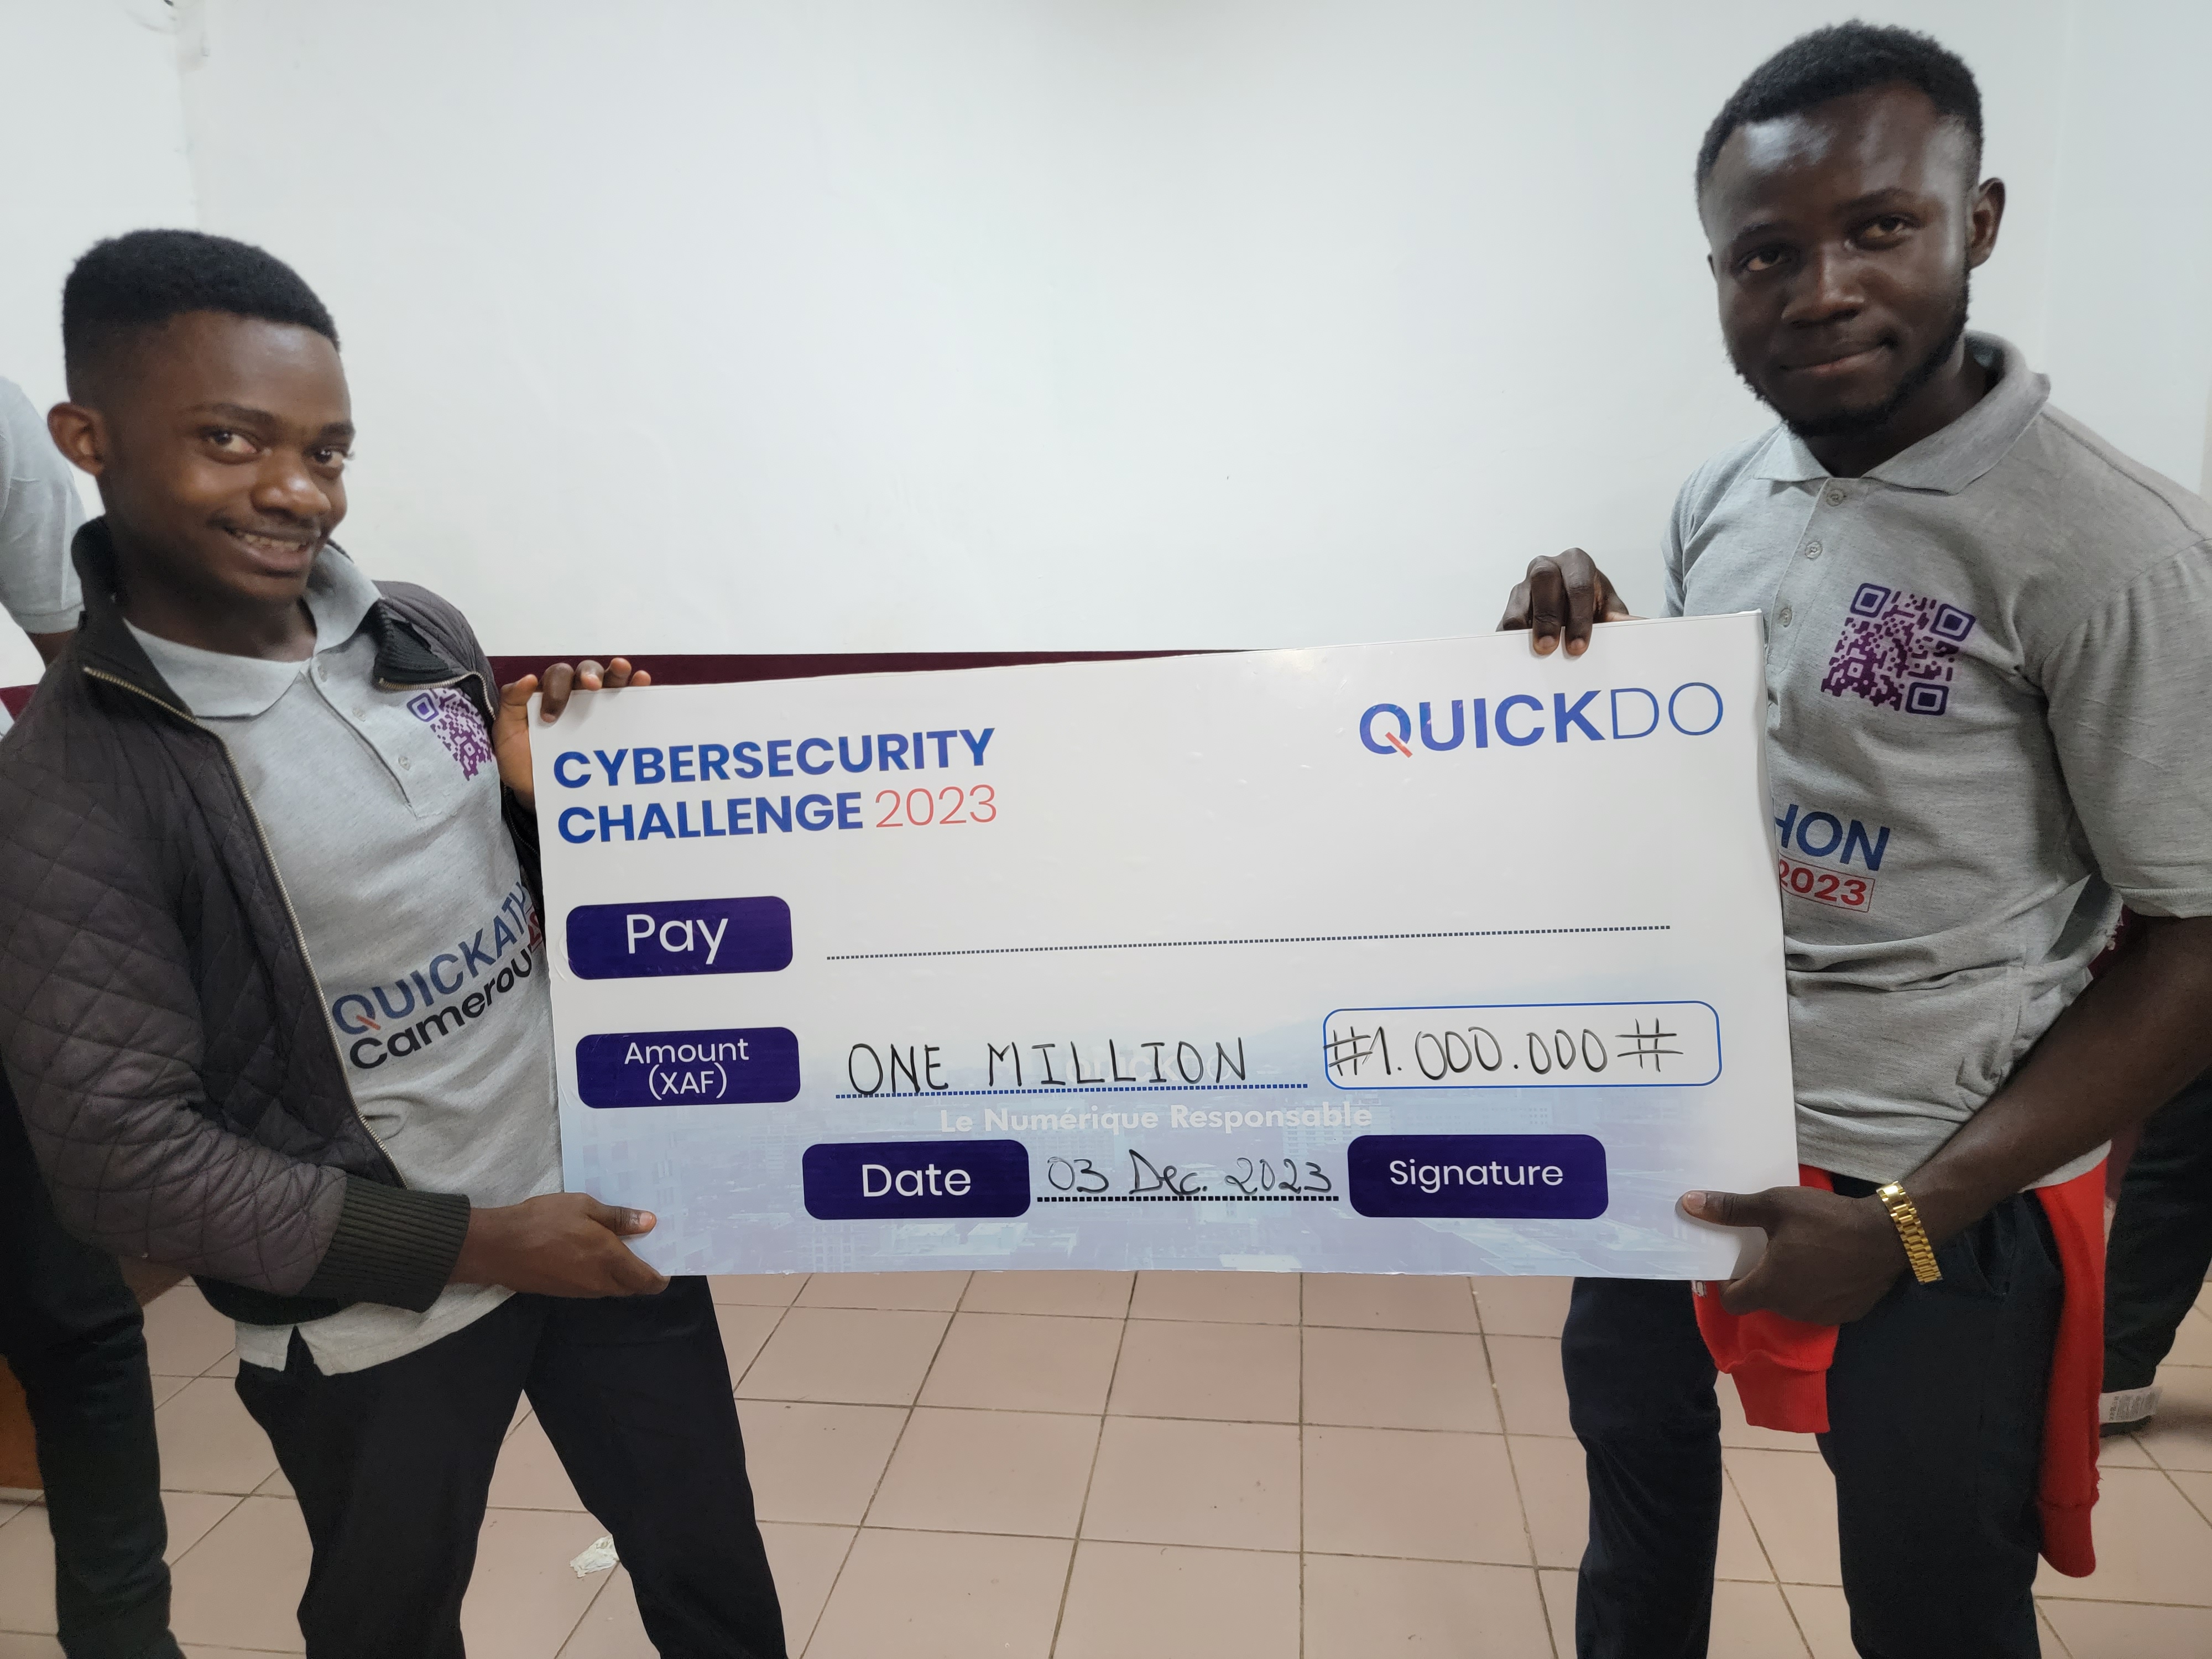 CYBERSECURITY
CHALLENGE 2023
QUICKDO
Pay
Amount
(XAF)
ONE MILLION
#1.000.000#
Le Numérique Responsable
Date
03 Dec. 2023
Signature
QUICKATH
Camerou
HON
2023